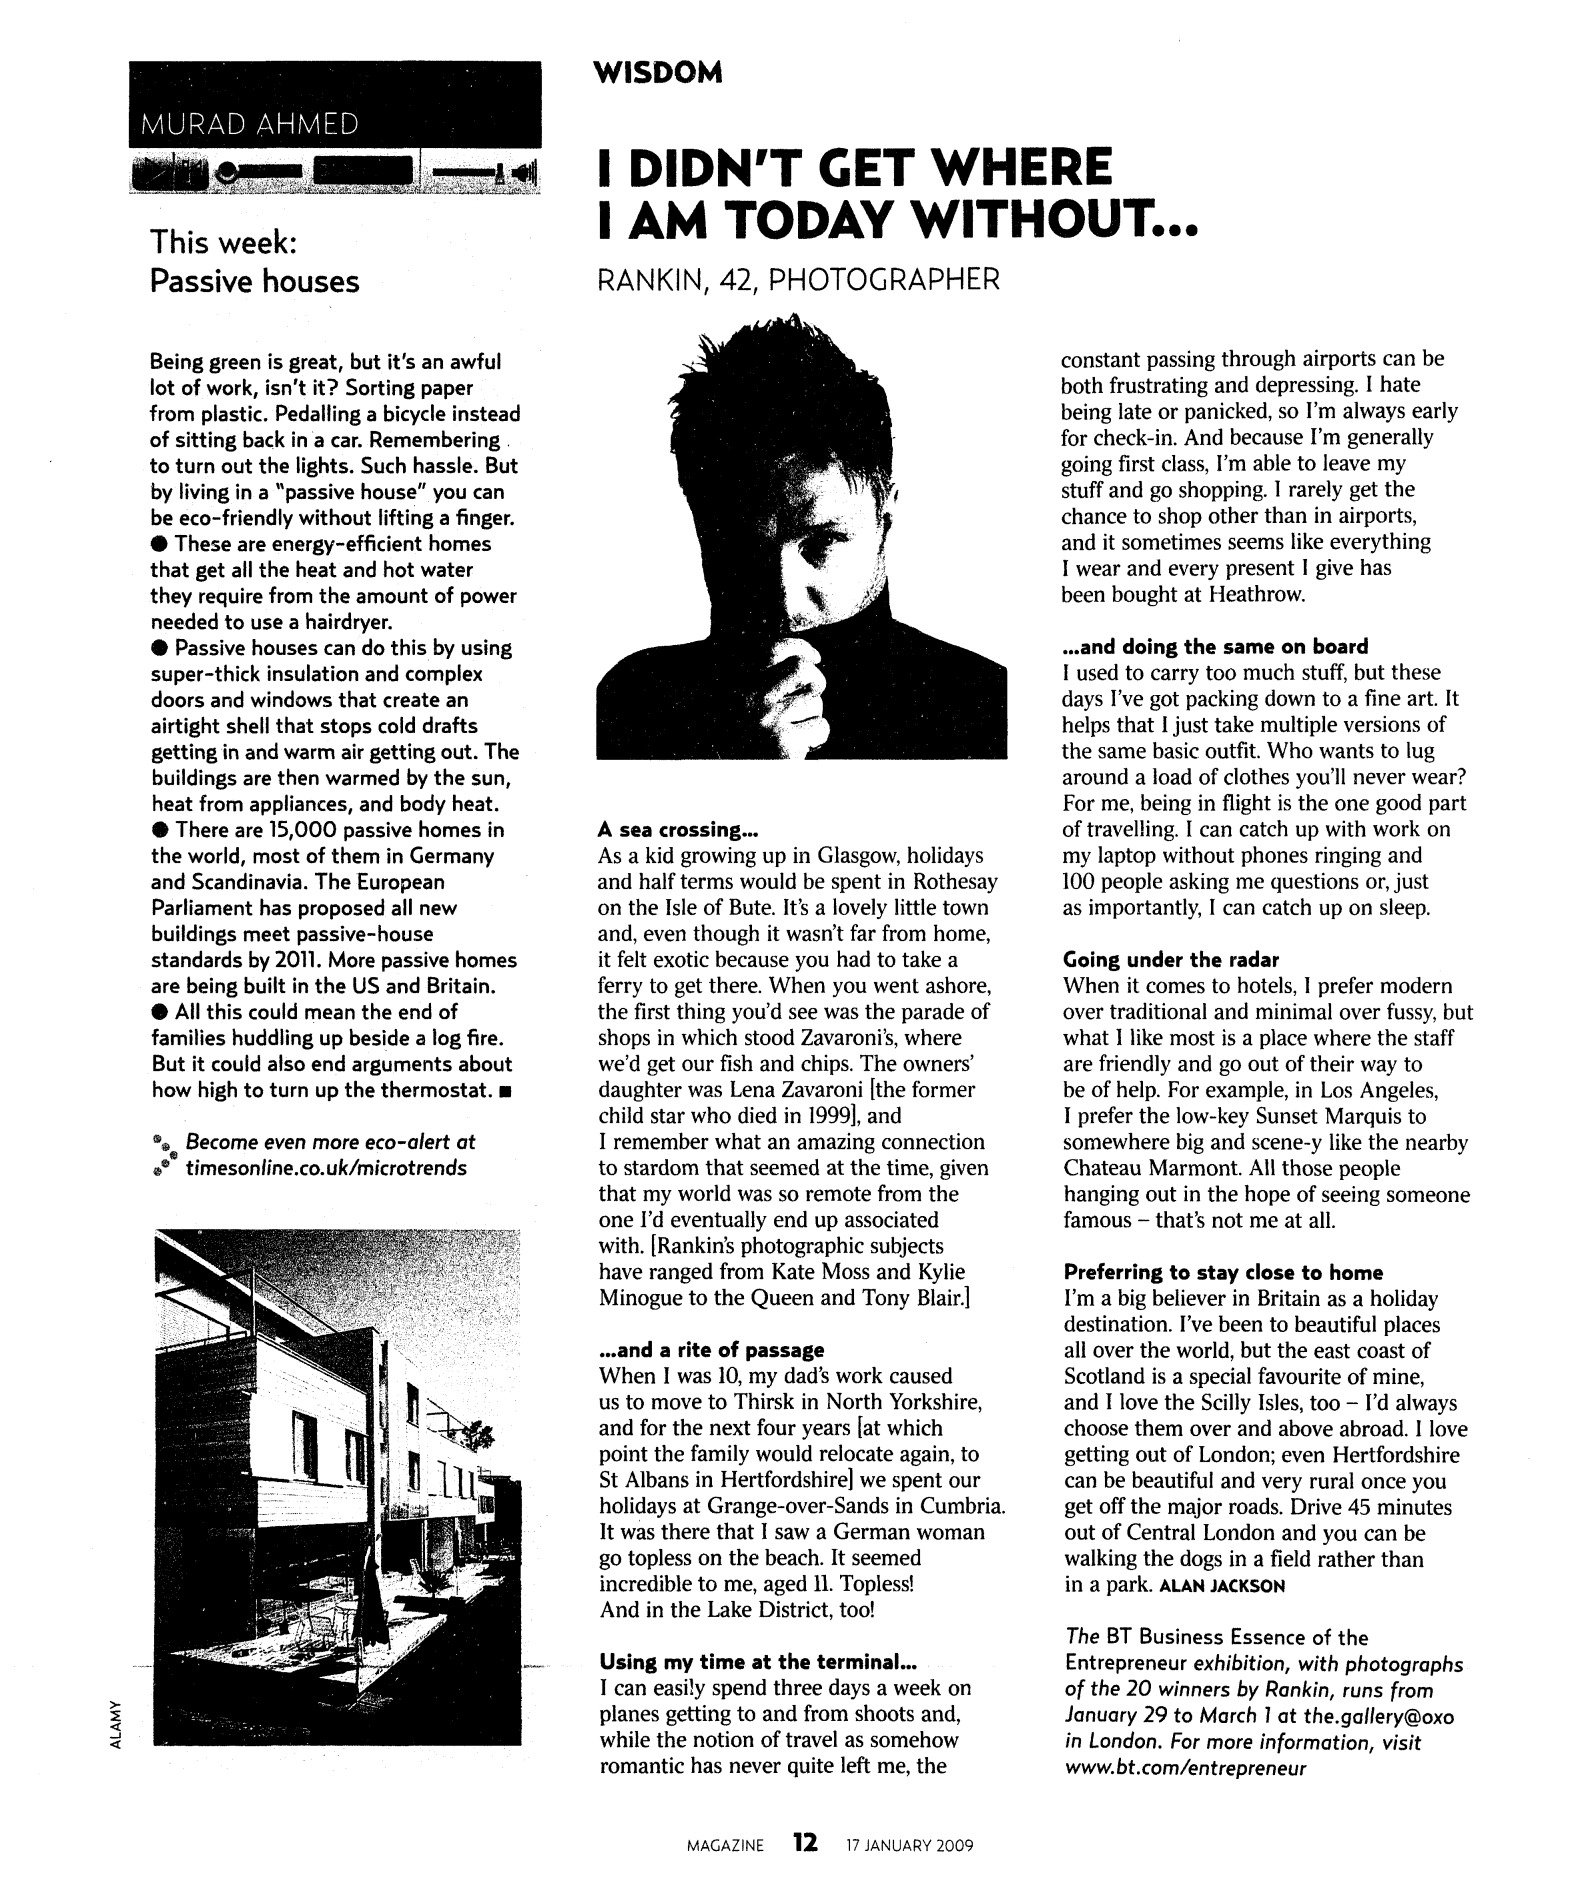 MURAD AHMED
This week:
Passive houses
Being green is great, but it's an awful
lot of work, isn't it? Sorting paper
from plastic. Pedalling a bicycle instead
of sitting back in a car. Remembering
to turn out the lights. Such hassle. But
by living in a "passive house" you can
be eco-friendly without lifting a finger.
● These are energy-efficient homes
that get all the heat and hot water
they require from the amount of power
needed to use a hairdryer.
● Passive houses can do this by using
super-thick insulation and complex
doors and windows that create an
airtight shell that stops cold drafts
getting in and warm air getting out. The
buildings are then warmed by the sun,
heat from appliances, and body heat.
● There are 15,000 passive homes in
the world, most of them in Germany
and Scandinavia. The European
Parliament has proposed all new
buildings meet passive-house
standards by 2011. More passive homes
are being built in the US and Britain.
● All this could mean the end of
families huddling up beside a log fire.
But it could also end arguments about
how high to turn up the thermostat. ■
Become even more eco-alert at
timesonline.co.uk/microtrends
ALAMY
WISDOM
I DIDN'T GET WHERE
I AM TODAY WITHOUT...
RANKIN, 42, PHOTOGRAPHER
A sea crossing...
As a kid growing up in Glasgow, holidays
and half terms would be spent in Rothesay
on the Isle of Bute. It's a lovely little town
and, even though it wasn't far from home,
it felt exotic because you had to take a
ferry to get there. When you went ashore,
the first thing you'd see was the parade of
shops in which stood Zavaroni's, where
we'd get our fish and chips. The owners'
daughter was Lena Zavaroni [the former
child star who died in 1999], and
I remember what an amazing connection
to stardom that seemed at the time, given
that my world was so remote from the
one I'd eventually end up associated
with. [Rankin's photographic subjects
have ranged from Kate Moss and Kylie
Minogue to the Queen and Tony Blair.]
...and a rite of passage
When I was 10, my dad's work caused
us to move to Thirsk in North Yorkshire,
and for the next four years [at which
point the family would relocate again, to
St Albans in Hertfordshire] we spent our
holidays at Grange-over-Sands in Cumbria.
It was there that I saw a German woman
go topless on the beach. It seemed
incredible to me, aged 11. Topless!
And in the Lake District, too!
Using my time at the terminal...
I can easily spend three days a week on
planes getting to and from shoots and,
while the notion of travel as somehow
romantic has never quite left me, the
constant passing through airports can be
both frustrating and depressing. I hate
being late or panicked, so I'm always early
for check-in. And because I'm generally
going first class, I'm able to leave my
stuff and go shopping. I rarely get the
chance to shop other than in airports,
and it sometimes seems like everything
I wear and every present I give has
been bought at Heathrow.
...and doing the same on board
I used to carry too much stuff, but these
days I've got packing down to a fine art. It
helps that I just take multiple versions of
the same basic outfit. Who wants to lug
around a load of clothes you'll never wear?
For me, being in flight is the one good part
of travelling. I can catch up with work on
my laptop without phones ringing and
100 people asking me questions or, just
as importantly, I can catch up on sleep.
Going under the radar
When it comes to hotels, I prefer modern
over traditional and minimal over fussy, but
what I like most is a place where the staff
are friendly and go out of their way to
be of help. For example, in Los Angeles,
I prefer the low-key Sunset Marquis to
somewhere big and scene-y like the nearby
Chateau Marmont. All those people
hanging out in the hope of seeing someone
famous – that's not me at all.
Preferring to stay close to home
I'm a big believer in Britain as a holiday
destination. I've been to beautiful places
all over the world, but the east coast of
Scotland is a special favourite of mine,
and I love the Scilly Isles, too – I'd always
choose them over and above abroad. I love
getting out of London; even Hertfordshire
can be beautiful and very rural once you
get off the major roads. Drive 45 minutes
out of Central London and you can be
walking the dogs in a field rather than
in a park. ALAN JACKSON
The BT Business Essence of the
Entrepreneur exhibition, with photographs
of the 20 winners by Rankin, runs from
January 29 to March 1 at the.gallery@oxo
in London. For more information, visit
www.bt.com/entrepreneur
MAGAZINE 12 17 JANUARY 2009